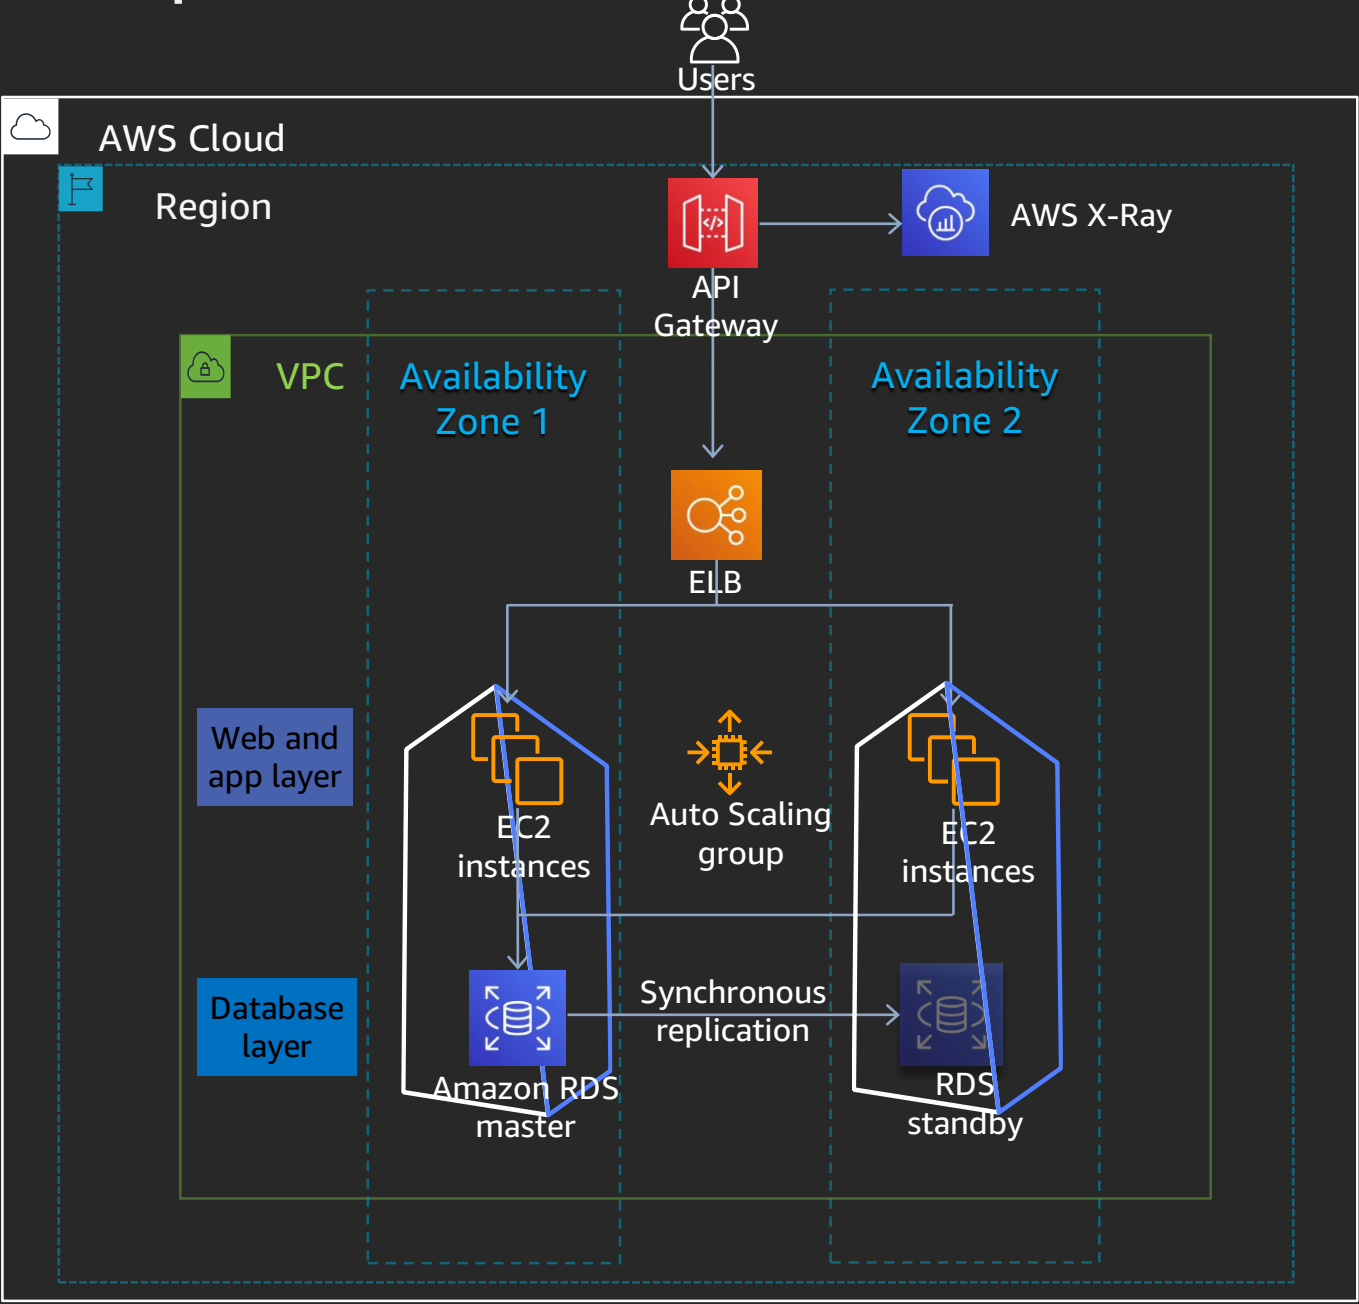 Users
AWS Cloud
Region
AWS X-Ray
API
Gateway
VPC
Availability
Zone 1
Availability
Zone 2
ELB
Web and
app layer
EC2
instances
Auto Scaling
group
EC2
instances
Database
layer
Synchronous
replication
Amazon RDS
master
RDS
standby